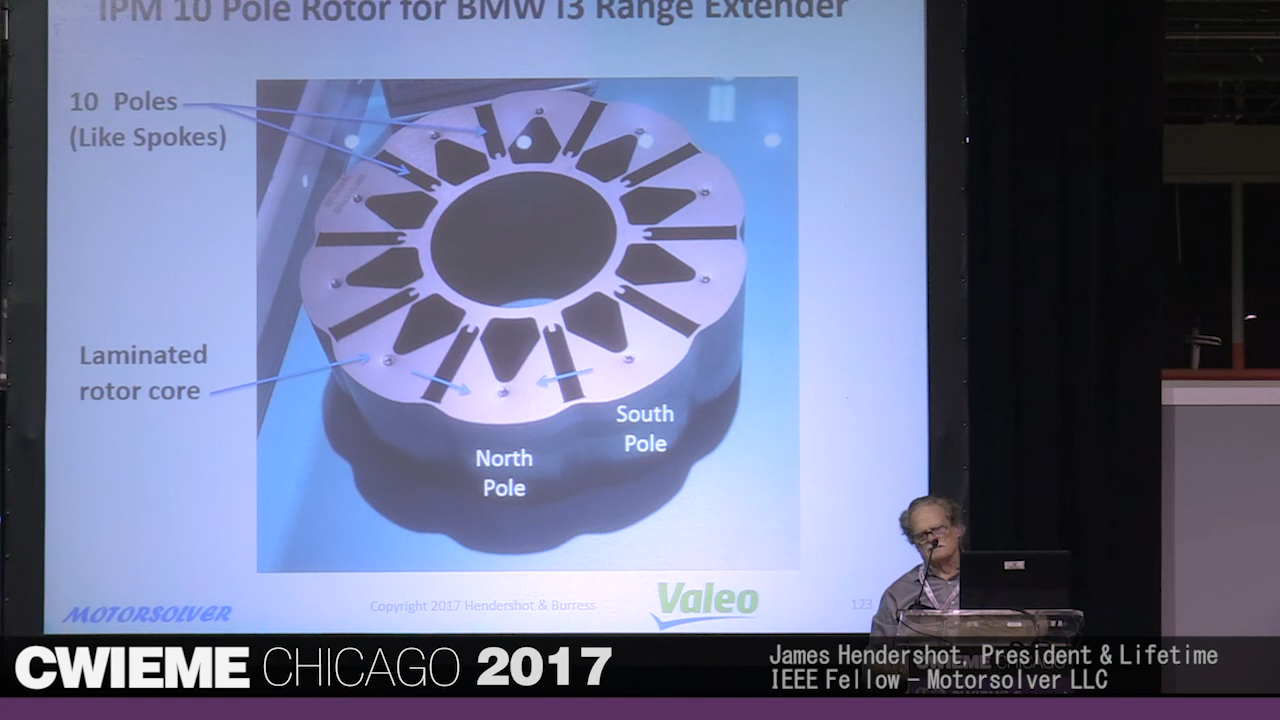 IPM 10 Pole Rotor for BMW i3 Range Extender
10 Poles
(Like Spokes)
Laminated
rotor core
South
Pole
North
Pole
MOTORSOLVER
Copyright 2017 Hendershot & Burress
Valeo
123
CWIEME CHICAGO 2017
James Hendershot, President & Lifetime
IEEE Fellow – Motorsolver LLC